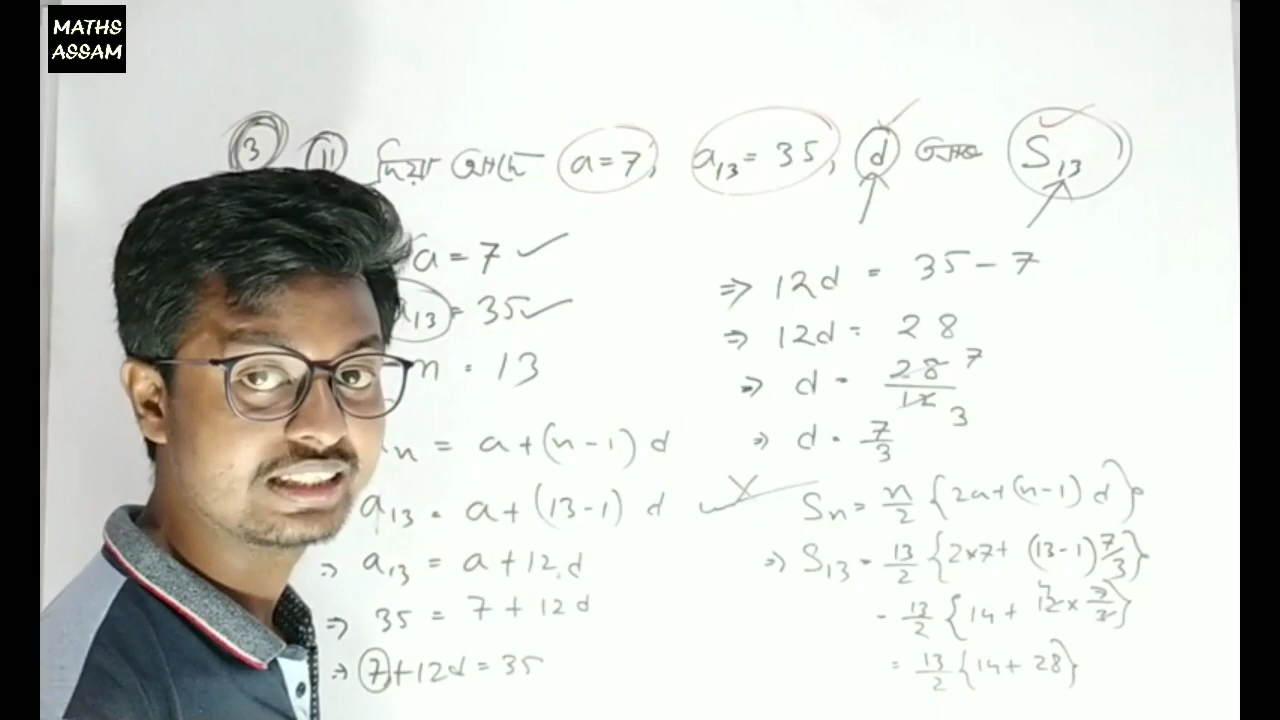 MATHS
ASSAM
3 ii দিয়া আছে a = 7, a₁₃ = 35, d আৰু S₁₃
a = 7
a₁₃ = 35
n = 13
aₙ = a + (n-1) d
a₁₃ = a + (13-1) d
⇒ a₁₃ = a + 12d
⇒ 35 = 7 + 12d
⇒ 7 + 12d = 35
⇒ 12d = 35 - 7
⇒ 12d = 28
⇒ d = 28/12 7 3
⇒ d = 7/3
Sₙ = n/2 {2a + (n-1) d}
⇒ S₁₃ = 13/2 {2×7 + (13-1) 7/3}
= 13/2 {14 + 12 × 7/3} 4
= 13/2 {14 + 28}